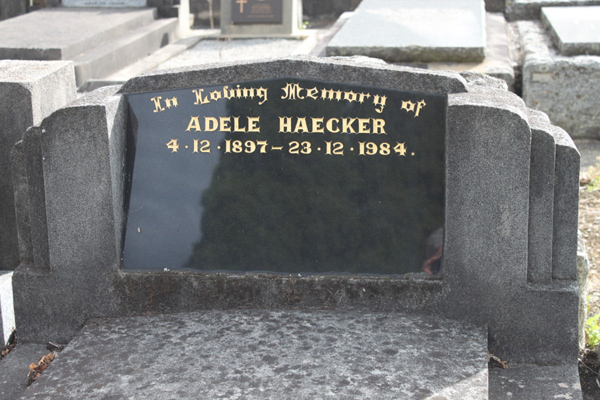 In Loving Memory of
ADELE HAECKER
4·12·1897–23·12·1984.